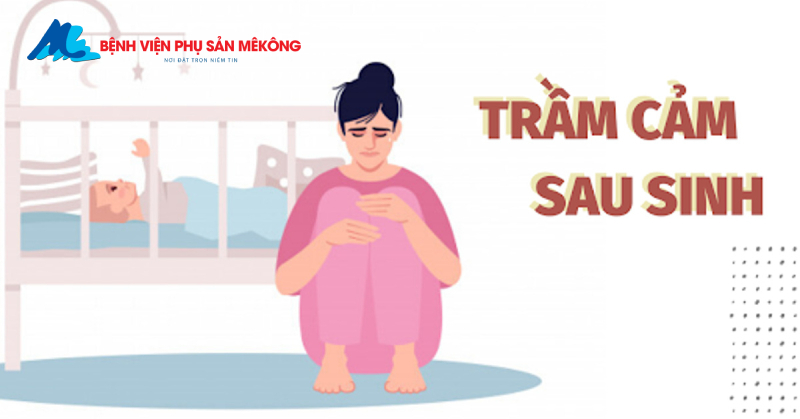 BỆNH VIỆN PHỤ SẢN MÊKÔNG
NƠI ĐẶT TRỌN NIỀM TIN
TRẦM CẢM
SAU SINH